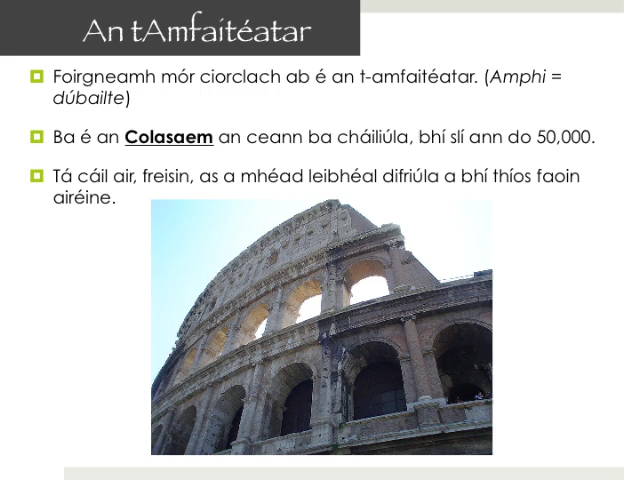 An tAmfaitéatar
Foirgneamh mór ciorclach ab é an t-amfaitéatar. (Amphi =
dúbailte)
Ba é an Colasaem an ceann ba cháiliúla, bhí slí ann do 50,000.
Tá cáil air, freisin, as a mhéad leibhéal difriúla a bhí thíos faoin
airéine.